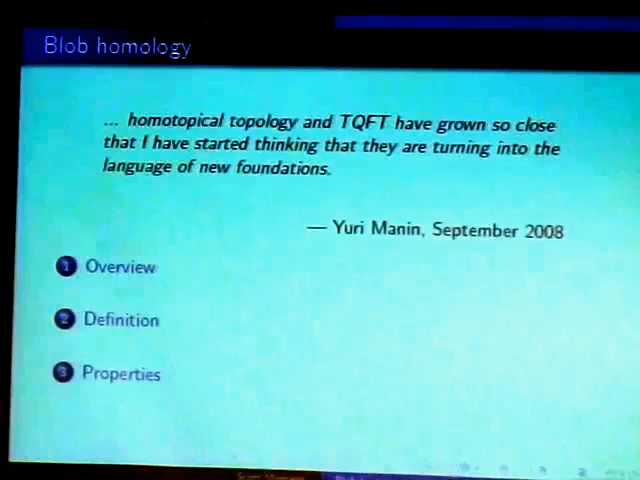 Blob homology
... homotopical topology and TQFT have grown so close
that I have started thinking that they are turning into the
language of new foundations.
— Yuri Manin, September 2008
1 Overview
2 Definition
3 Properties